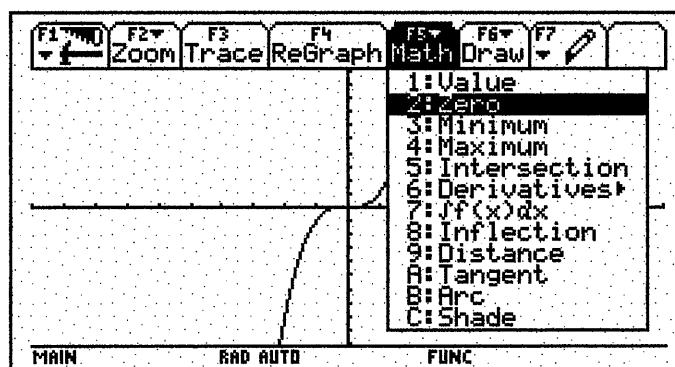 F1 F2 F3 F4 F5 F6 F7
Zoom Trace ReGraph Math Draw
1:Value
2:Zero
3:Minimum
4:Maximum
5:Intersection
6:Derivatives▶
7:∫f(x)dx
8:Inflection
9:Distance
A:Tangent
B:Arc
C:Shade
MAIN RAD AUTO FUNC